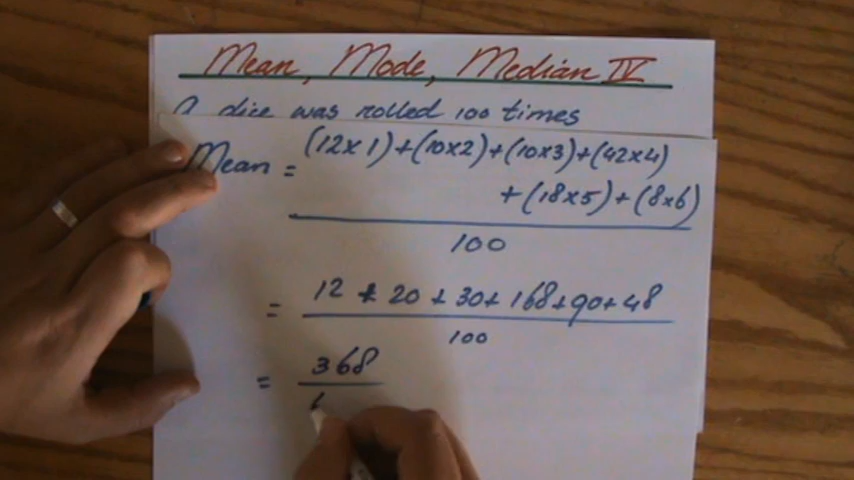 Mean, Mode, Median IV
A dice was rolled 100 times
Mean = (12x1)+(10x2)+(10x3)+(42x4)
+(18x5)+(8x6)
100
= 12 + 20 + 30+ 168+90+48
100
= 368